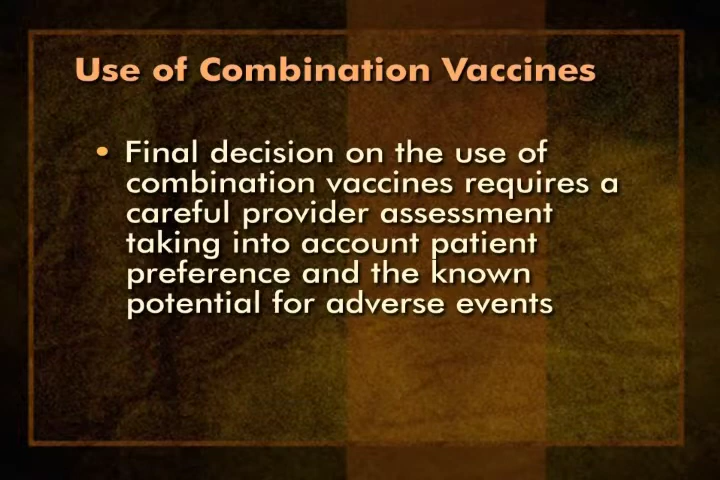 Use of Combination Vaccines
• Final decision on the use of
combination vaccines requires a
careful provider assessment
taking into account patient
preference and the known
potential for adverse events